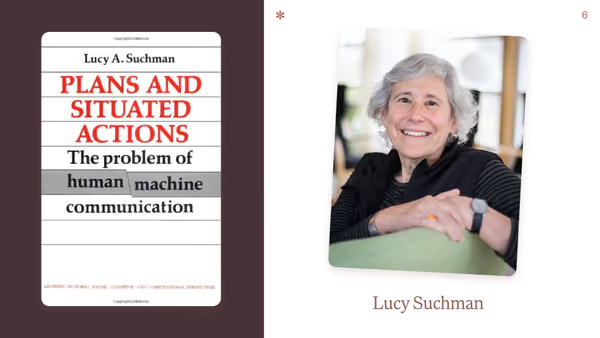 Lucy A. Suchman
PLANS AND
SITUATED
ACTIONS
The problem of
human machine
communication
6
Lucy Suchman